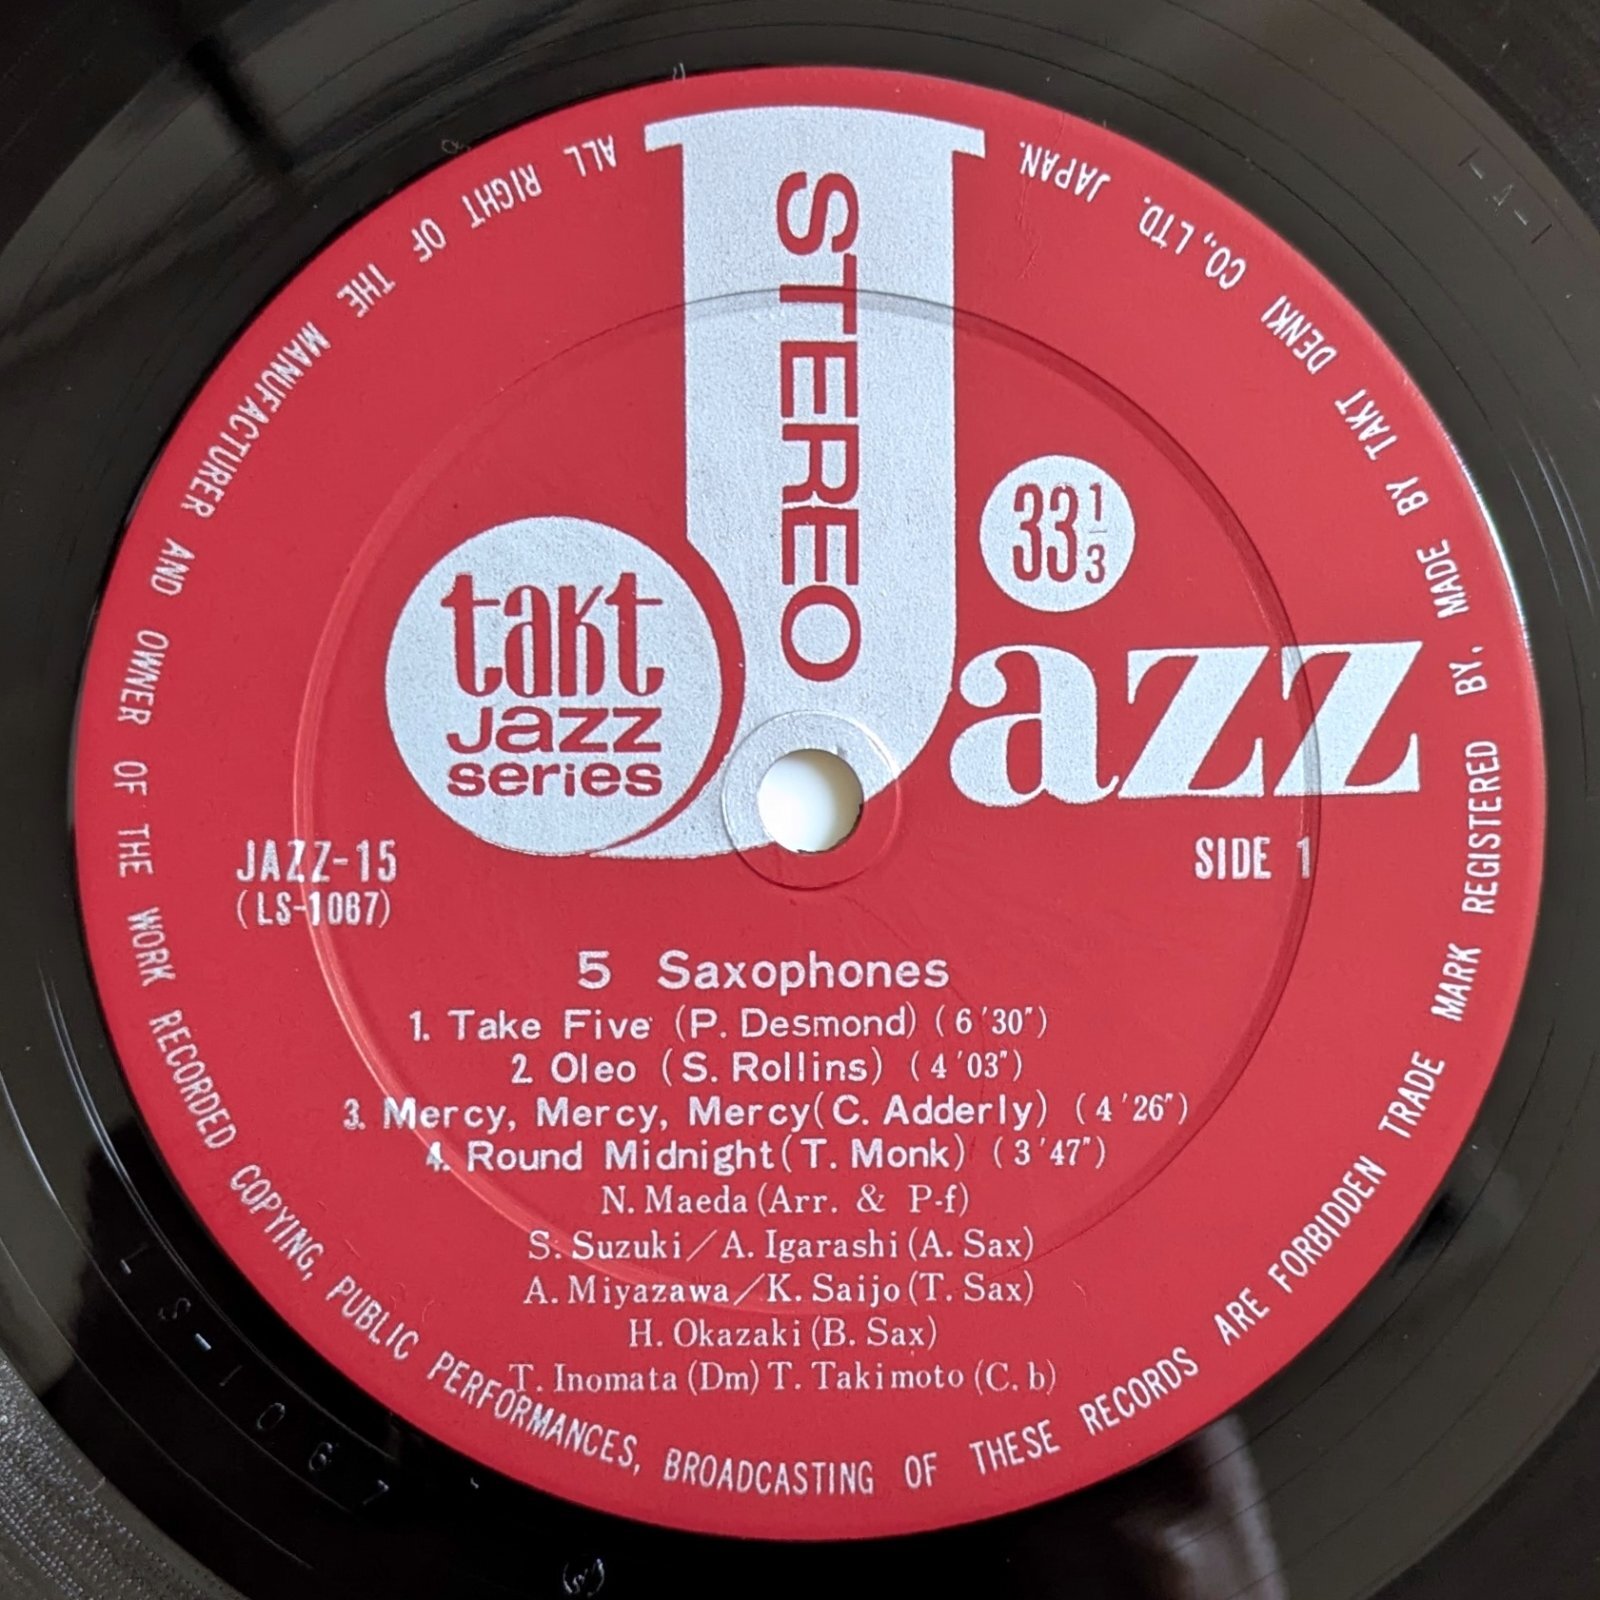 ALL RIGHT OF THE MANUFACTURER AND OWNER OF THE WORK RECORDED COPYING, PUBLIC PERFORMANCES, BROADCASTING OF THESE RECORDS ARE FORBIDDEN TRADE MARK REGISTERED BY, MADE BY TAKT DENKI CO., LTD. JAPAN.
STEREO
33 1/3
takt
Jazz
series
Jazz
JAZZ-15
(LS-1067)
SIDE 1
5 Saxophones
1. Take Five (P. Desmond) (6'30")
2. Oleo (S. Rollins) (4'03")
3. Mercy, Mercy, Mercy(C. Adderly) (4'26")
4. Round Midnight(T. Monk) (3'47")
N. Maeda (Arr. & P-f)
S. Suzuki/A. Igarashi (A. Sax)
A. Miyazawa/K. Saijo (T. Sax)
H. Okazaki (B. Sax)
T. Inomata (Dm) T. Takimoto (C. b)
LS-1067